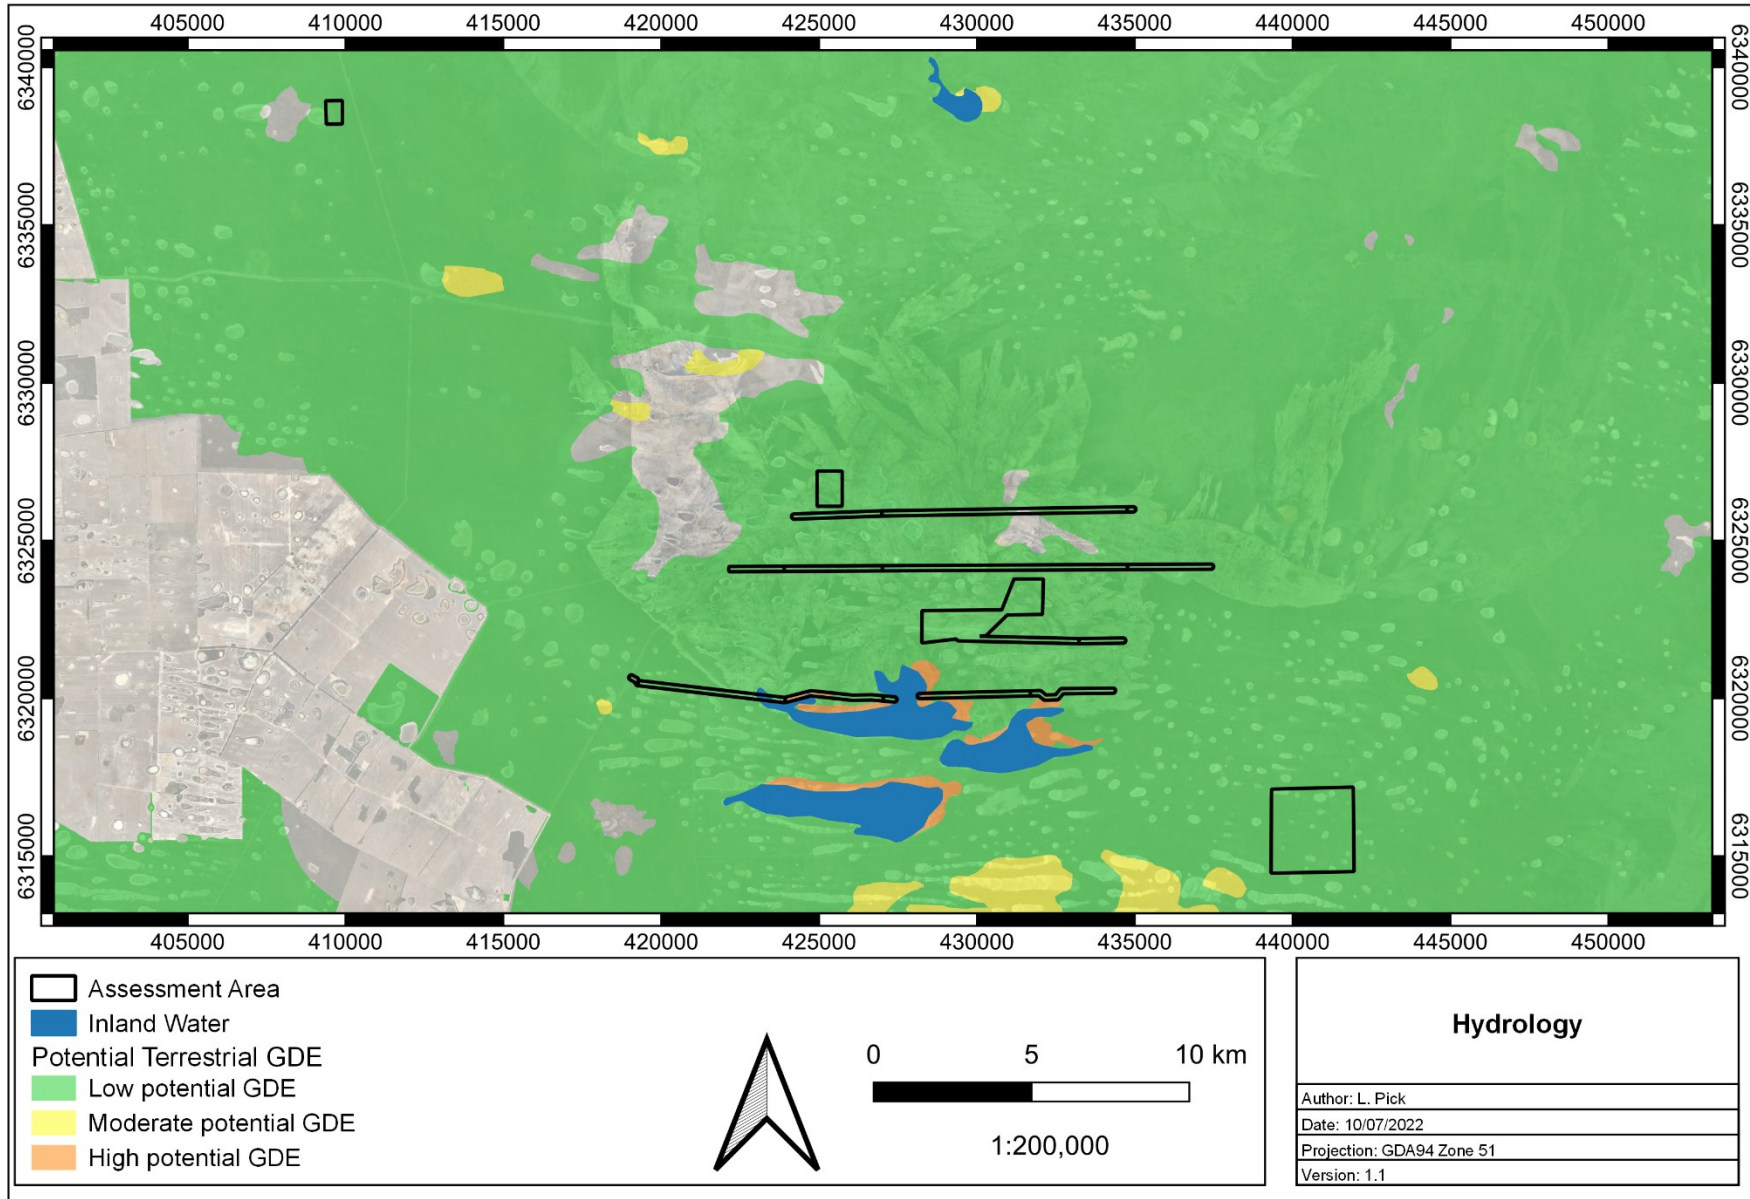 405000 410000 415000 420000 425000 430000 435000 440000 445000 450000
6340000 6340000
6335000 6335000
6330000 6330000
6325000 6325000
6320000 6320000
6315000 6315000
405000 410000 415000 420000 425000 430000 435000 440000 445000 450000
Assessment Area
Inland Water
Potential Terrestrial GDE
Low potential GDE
Moderate potential GDE
High potential GDE
0 5 10 km
1:200,000
Hydrology
Author: L. Pick
Date: 10/07/2022
Projection: GDA94 Zone 51
Version: 1.1